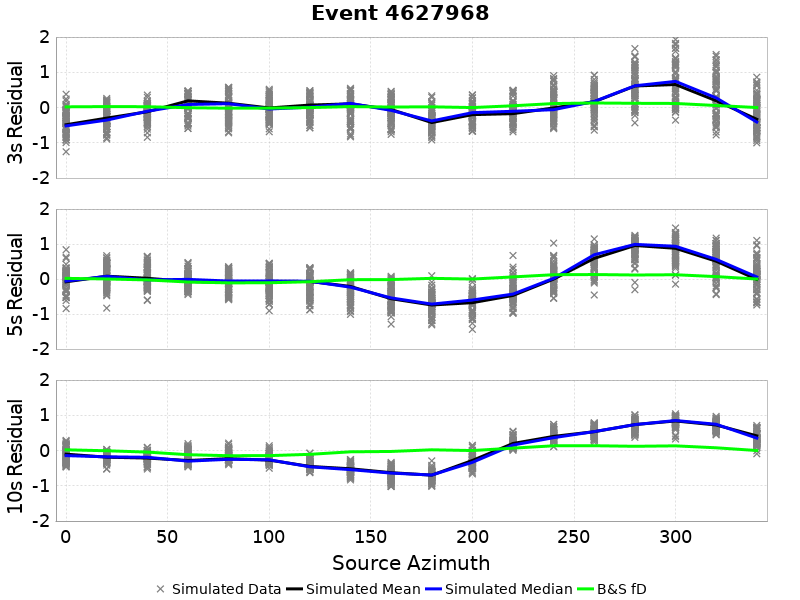 Event 4627968
3s Residual
2
1
0
-1
-2
5s Residual
2
1
0
-1
-2
10s Residual
2
1
0
-1
-2
0 50 100 150 200 250 300
Source Azimuth
Simulated Data Simulated Mean Simulated Median B&S fD